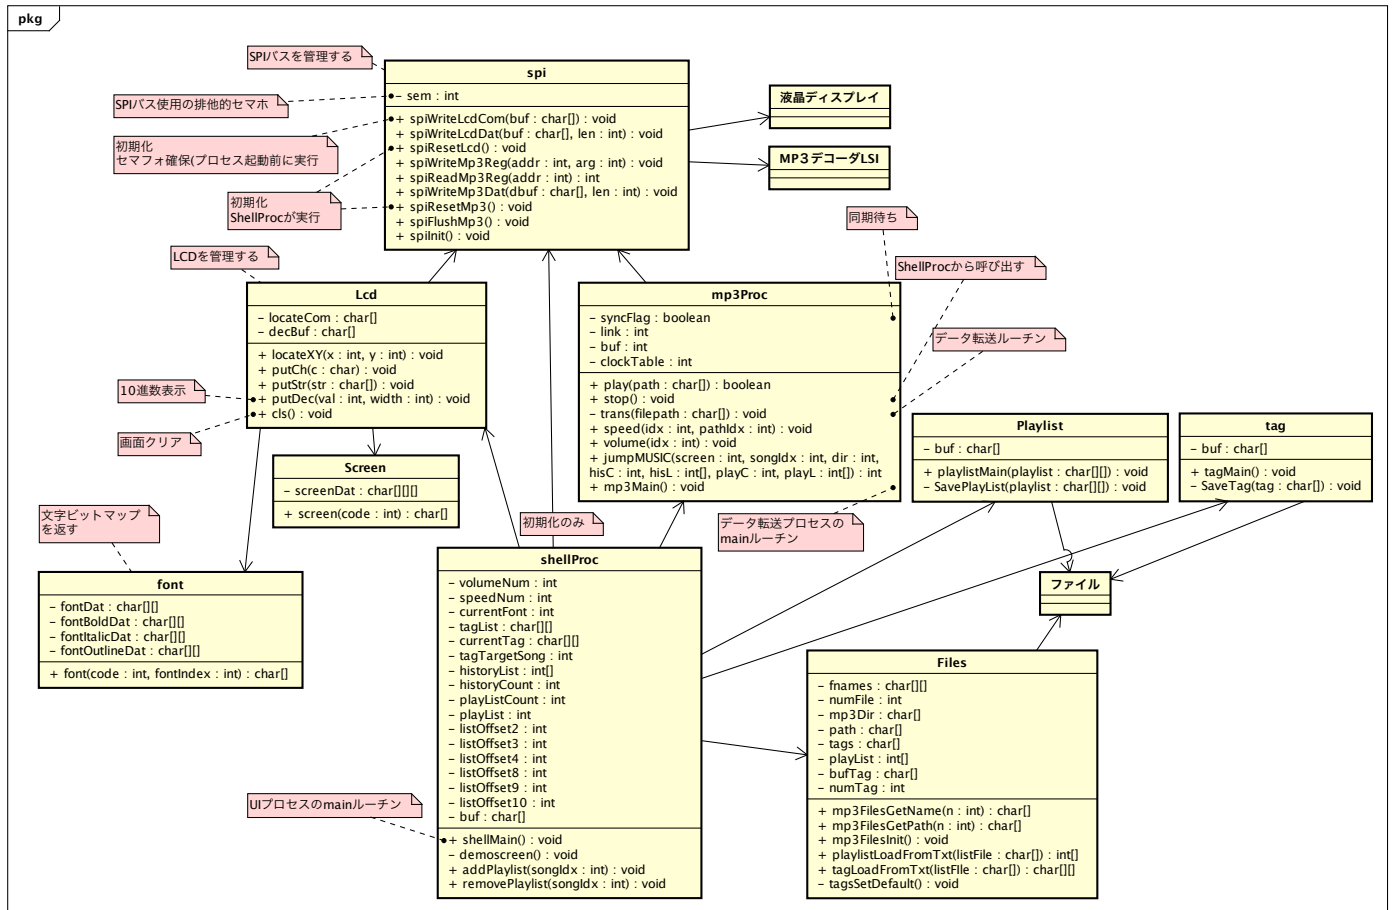 pkg
SPIバスを管理する
spi
SPIバス使用の排他的セマホ
– sem : int
初期化
セマフォ確保(プロセス起動前に実行
初期化
ShellProcが実行
+ spiWriteLcdCom(buf : char[]) : void
+ spiWriteLcdDat(buf : char[], len : int) : void
+ spiResetLcd() : void
+ spiWriteMp3Reg(addr : int, arg : int) : void
+ spiReadMp3Reg(addr : int) : int
+ spiWriteMp3Dat(dbuf : char[], len : int) : void
+ spiResetMp3() : void
+ spiFlushMp3() : void
+ spiInit() : void
液晶ディスプレイ
MP３デコーダLSI
LCDを管理する
Lcd
– locateCom : char[]
– decBuf : char[]
+ locateXY(x : int, y : int) : void
+ putCh(c : char) : void
+ putStr(str : char[]) : void
+ putDec(val : int, width : int) : void
+ cls() : void
10進数表示
画面クリア
同期待ち
ShellProcから呼び出す
データ転送ルーチン
mp3Proc
– syncFlag : boolean
– link : int
– buf : int
– clockTable : int
+ play(path : char[]) : boolean
+ stop() : void
– trans(filepath : char[]) : void
+ speed(idx : int, pathIdx : int) : void
+ volume(idx : int) : void
+ jumpMUSIC(screen : int, songIdx : int, dir : int,
hisC : int, hisL : int[], playC : int, playL : int[]) : int
+ mp3Main() : void
データ転送プロセスの
mainルーチン
Playlist
– buf : char[]
+ playlistMain(playlist : char[][]) : void
– SavePlayList(playlist : char[][]) : void
tag
– buf : char[]
+ tagMain() : void
– SaveTag(tag : char[]) : void
Screen
– screenDat : char[][][]
+ screen(code : int) : char[]
文字ビットマップ
を返す
font
– fontDat : char[][]
– fontBoldDat : char[][]
– fontItalicDat : char[][]
– fontOutlineDat : char[][]
+ font(code : int, fontIndex : int) : char[]
初期化のみ
shellProc
– volumeNum : int
– speedNum : int
– currentFont : int
– tagList : char[][]
– currentTag : char[][]
– tagTargetSong : int
– historyList : int[]
– historyCount : int
– playListCount : int
– playList : int
– listOffset2 : int
– listOffset3 : int
– listOffset4 : int
– listOffset8 : int
– listOffset9 : int
– listOffset10 : int
– buf : char[]
+ shellMain() : void
– demoscreen() : void
+ addPlaylist(songIdx : int) : void
+ removePlaylist(songIdx : int) : void
UIプロセスのmainルーチン
ファイル
Files
– fnames : char[][]
– numFile : int
– mp3Dir : char[]
– path : char[]
– tags : char[]
– playList : int[]
– bufTag : char[]
– numTag : int
+ mp3FilesGetName(n : int) : char[]
+ mp3FilesGetPath(n : int) : char[]
+ mp3FilesInit() : void
+ playlistLoadFromTxt(listFile : char[]) : int[]
+ tagLoadFromTxt(listFIle : char[]) : char[][]
– tagsSetDefault() : void